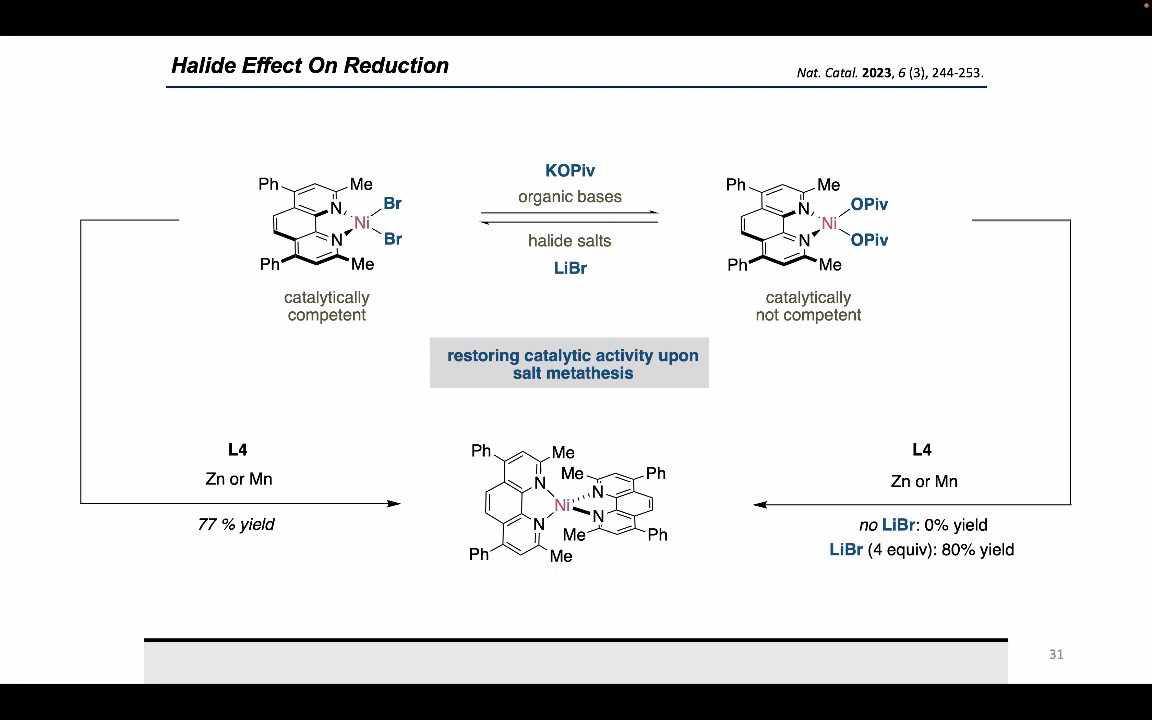 Halide Effect On Reduction
Nat. Catal. 2023, 6 (3), 244-253.
Ph
Me
N
Br
Ni
Br
N
Ph
Me
catalytically
competent
KOPiv
organic bases
halide salts
LiBr
Ph
Me
N
OPiv
Ni
OPiv
N
Ph
Me
catalytically
not competent
restoring catalytic activity upon
salt metathesis
L4
Zn or Mn
77 % yield
Ph
Me
N
Ni
N
Ph
Me
Me
Ph
N
N
Me
Ph
L4
Zn or Mn
no LiBr: 0% yield
LiBr (4 equiv): 80% yield
31